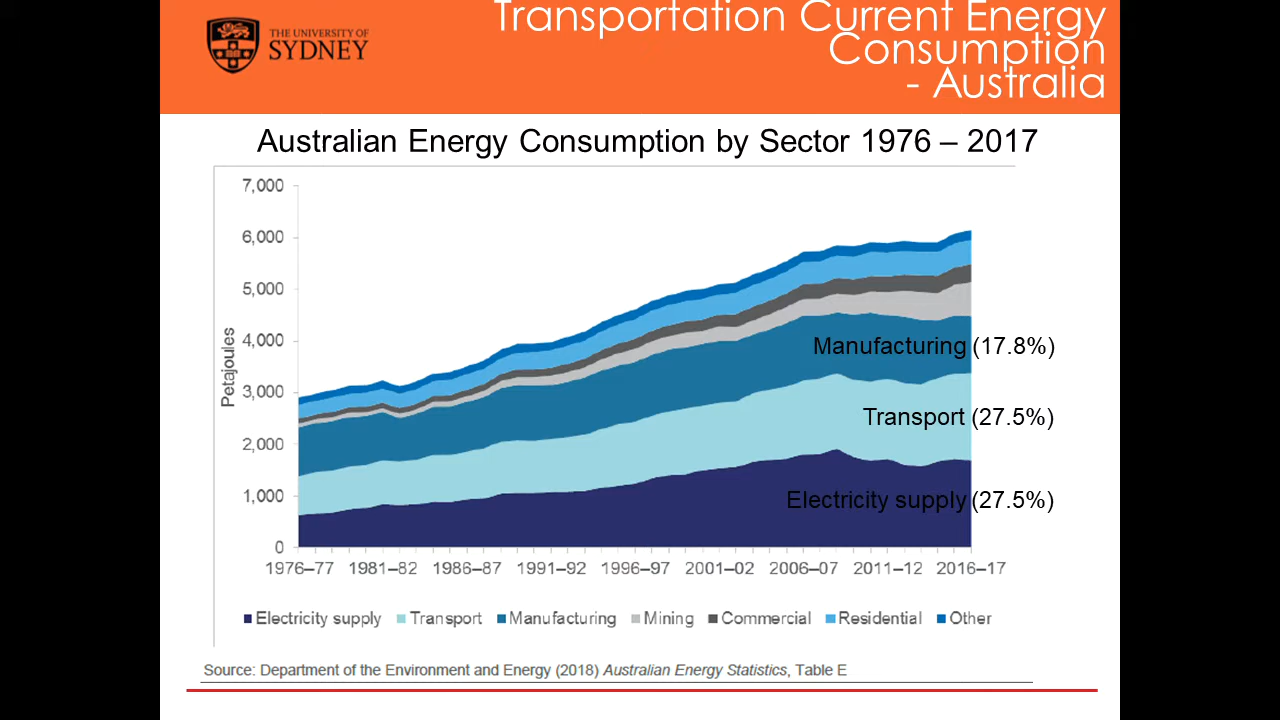 THE UNIVERSITY OF
SYDNEY
Transportation Current Energy
Consumption
- Australia
Australian Energy Consumption by Sector 1976 – 2017
7,000
6,000
5,000
4,000
3,000
2,000
1,000
0
Petajoules
Manufacturing (17.8%)
Transport (27.5%)
Electricity supply (27.5%)
1976–77 1981–82 1986–87 1991–92 1996–97 2001–02 2006–07 2011–12 2016–17
Electricity supply Transport Manufacturing Mining Commercial Residential Other
Source: Department of the Environment and Energy (2018) Australian Energy Statistics, Table E